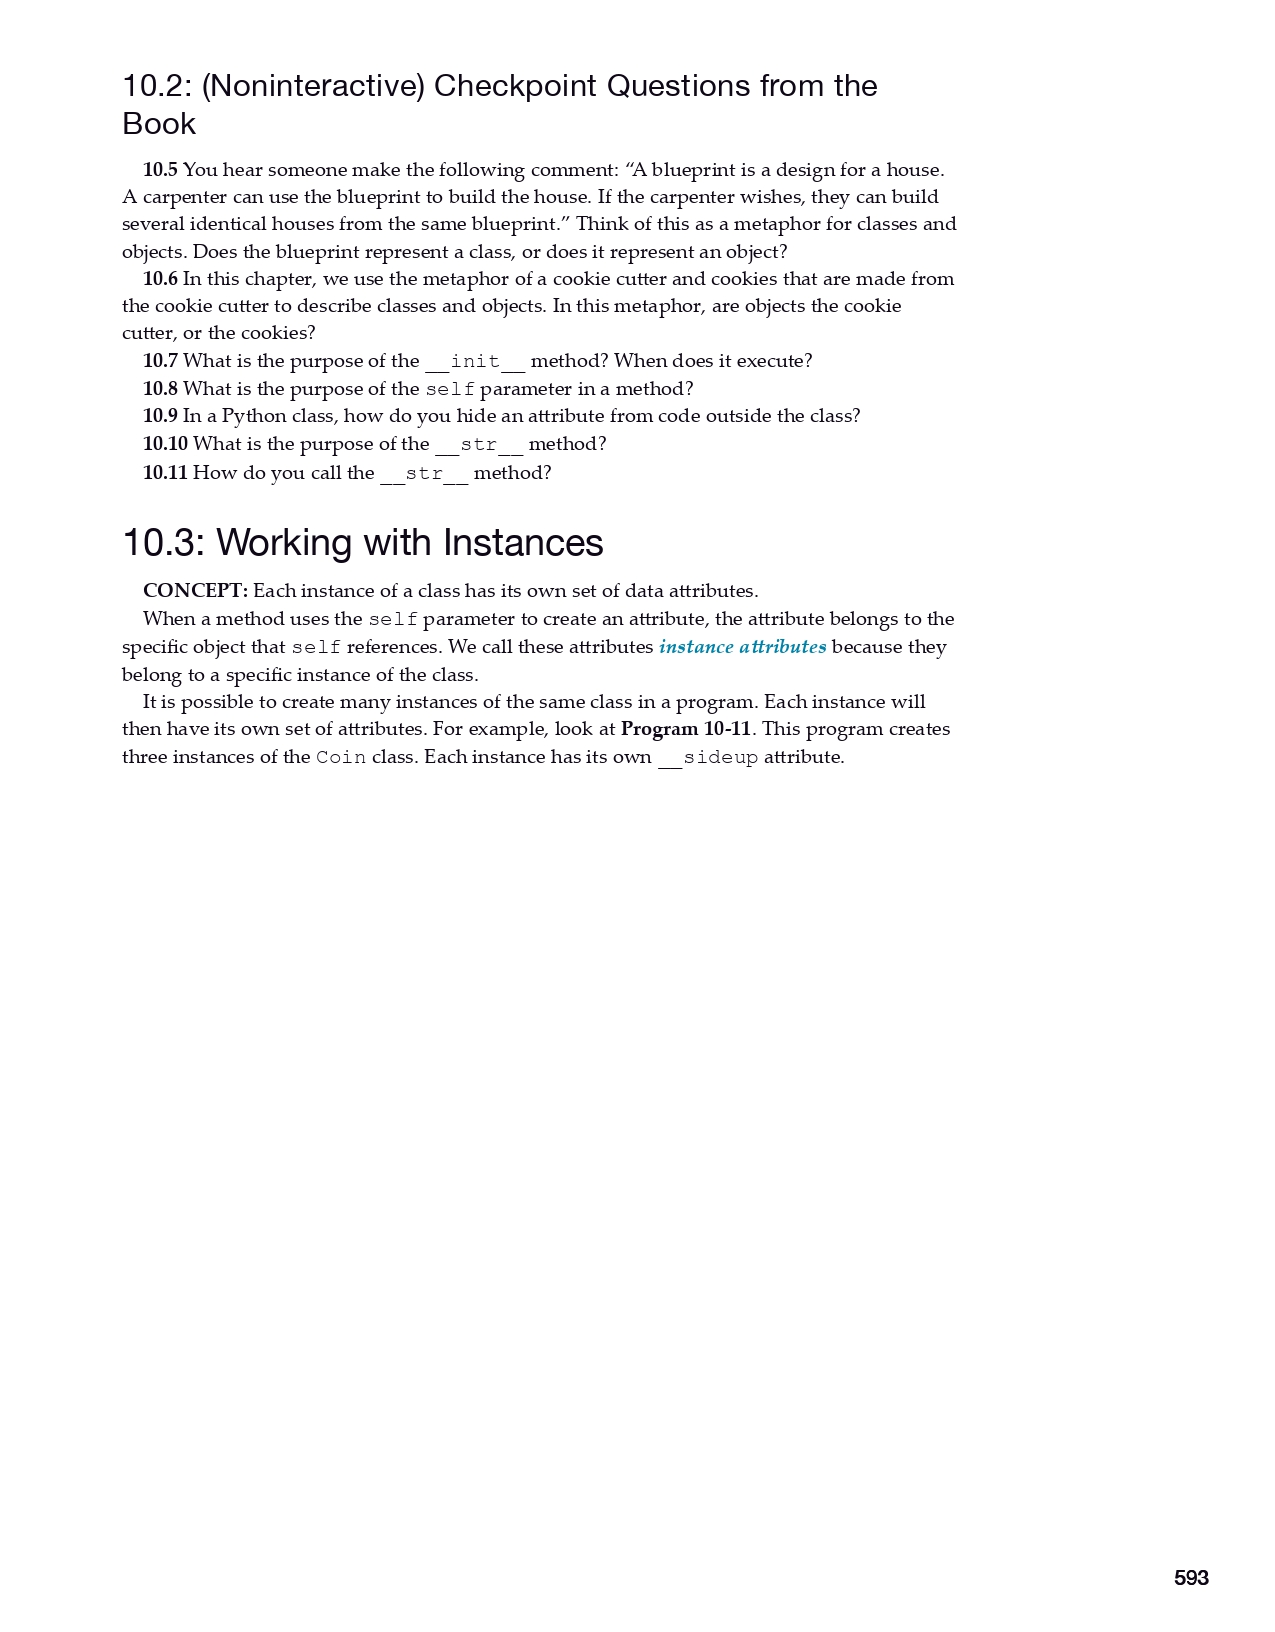 10.2: (Noninteractive) Checkpoint Questions from the
Book
10.5 You hear someone make the following comment: “A blueprint is a design for a house.
A carpenter can use the blueprint to build the house. If the carpenter wishes, they can build
several identical houses from the same blueprint.” Think of this as a metaphor for classes and
objects. Does the blueprint represent a class, or does it represent an object?
10.6 In this chapter, we use the metaphor of a cookie cutter and cookies that are made from
the cookie cutter to describe classes and objects. In this metaphor, are objects the cookie
cutter, or the cookies?
10.7 What is the purpose of the __init__ method? When does it execute?
10.8 What is the purpose of the self parameter in a method?
10.9 In a Python class, how do you hide an attribute from code outside the class?
10.10 What is the purpose of the __str__ method?
10.11 How do you call the __str__ method?
10.3: Working with Instances
CONCEPT: Each instance of a class has its own set of data attributes.
When a method uses the self parameter to create an attribute, the attribute belongs to the
specific object that self references. We call these attributes instance attributes because they
belong to a specific instance of the class.
It is possible to create many instances of the same class in a program. Each instance will
then have its own set of attributes. For example, look at Program 10-11. This program creates
three instances of the Coin class. Each instance has its own __sideup attribute.
593